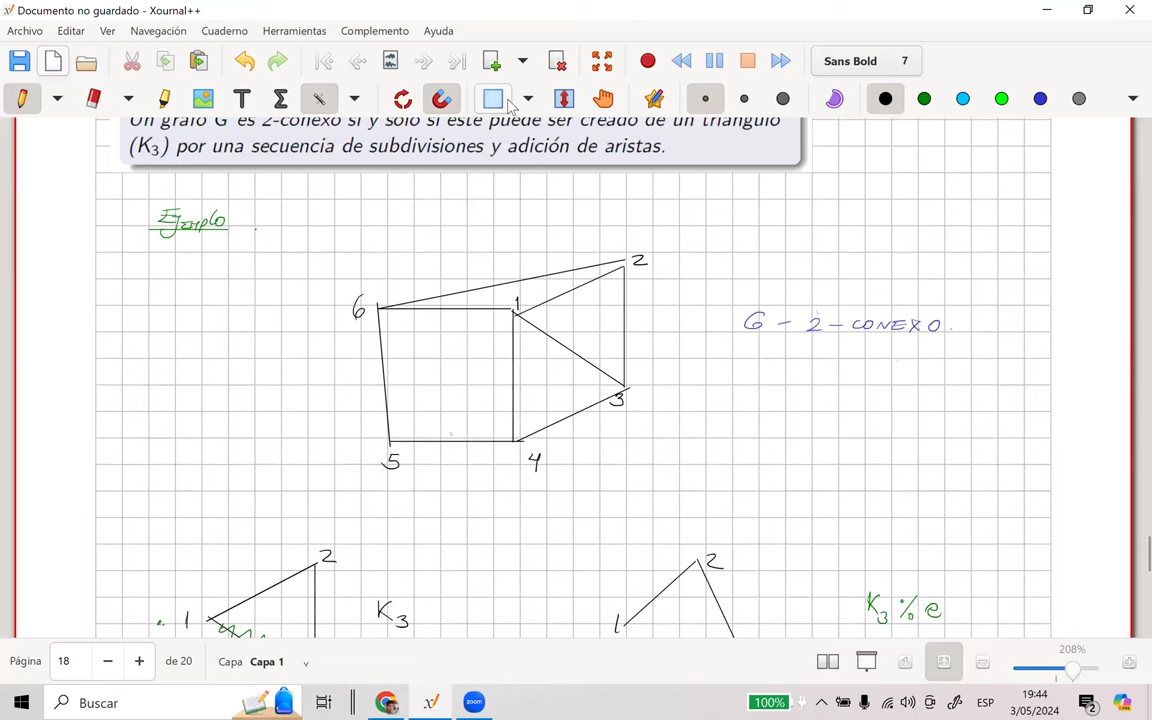 Documento no guardado - Xournal++
Archivo Editar Ver Navegación Cuaderno Herramientas Complemento Ayuda
Sans Bold 7
Un grafo G es 2-conexo si y solo si este puede ser creado de un triángulo
(K3) por una secuencia de subdivisiones y adición de aristas.
Ejemplo
2
6 1
G - 2 - CONEXO.
3
5 4
2 2
K3 K3 % e
1 1
Página 18 de 20 Capa Capa 1 208%
Buscar 100% ESP 19:44
3/05/2024 2